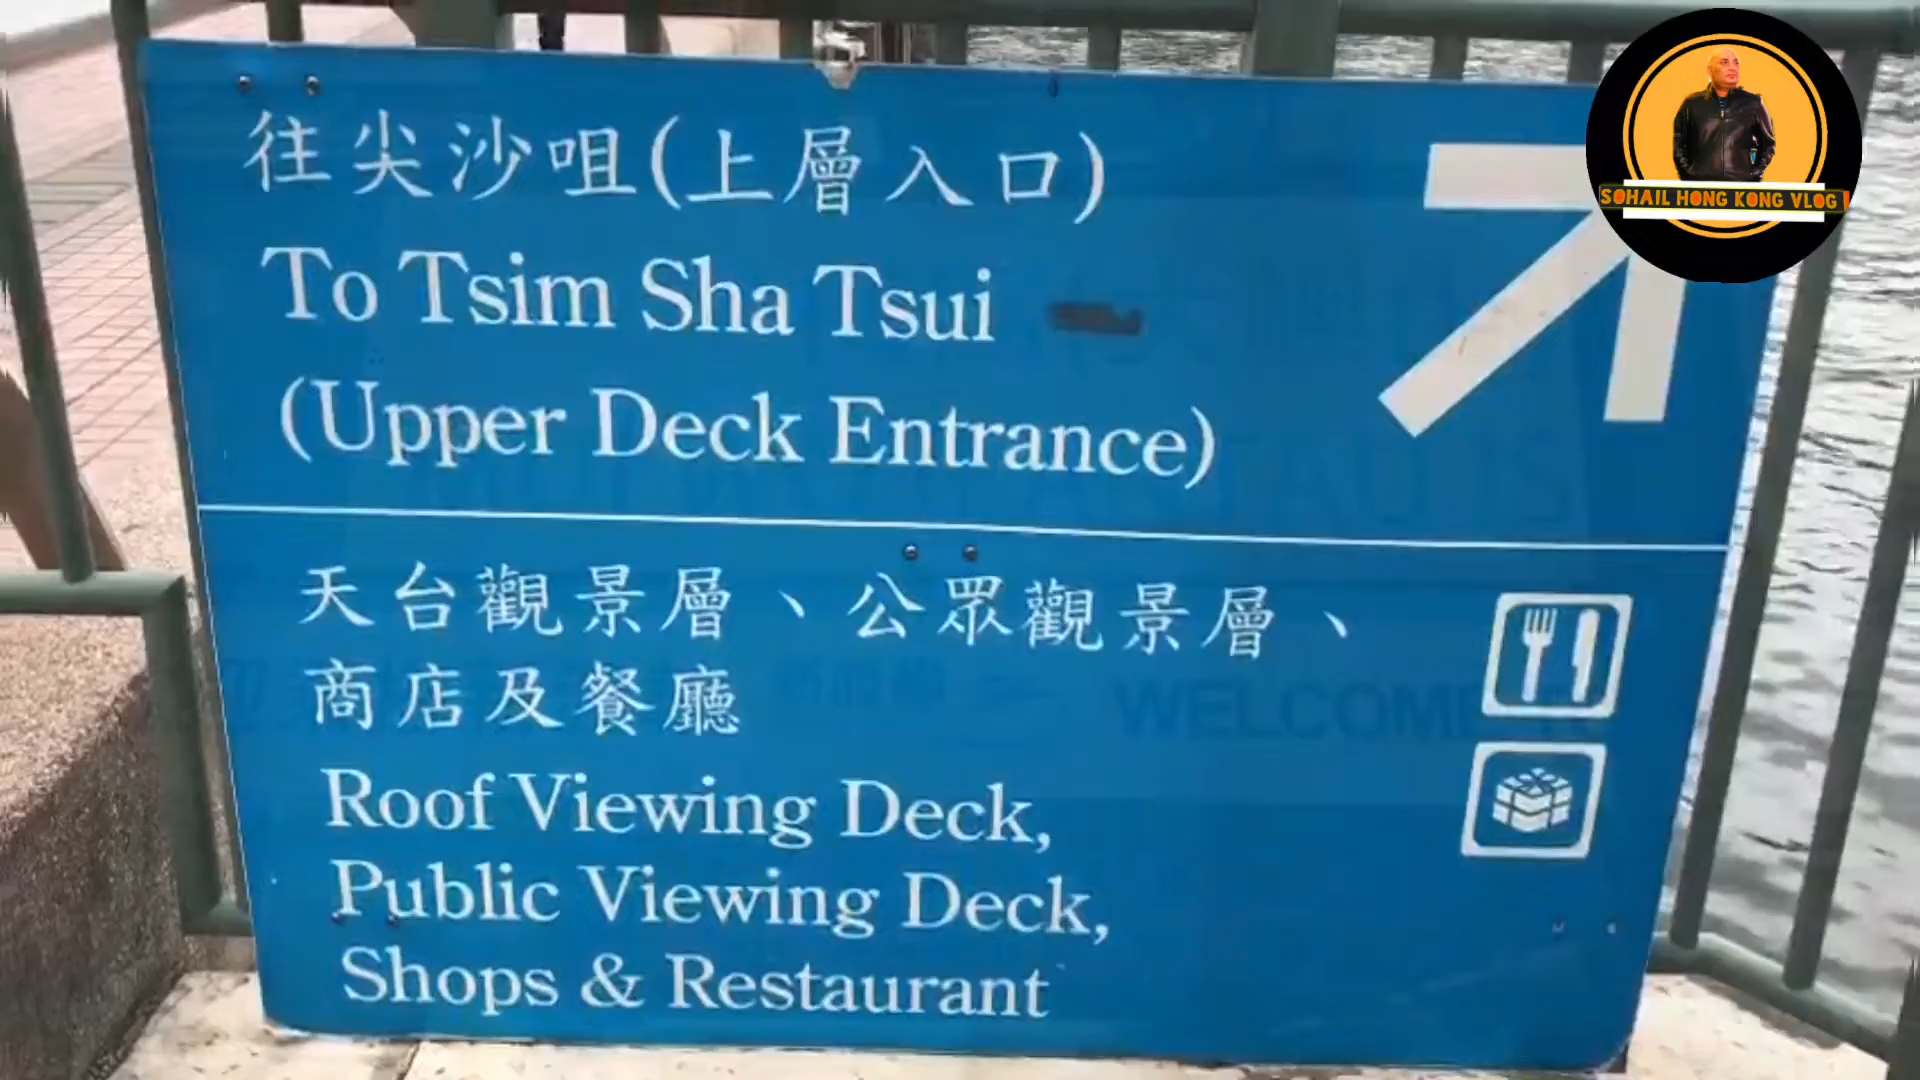 往尖沙咀(上層入口)
To Tsim Sha Tsui
(Upper Deck Entrance)
天台觀景層、公眾觀景層、
商店及餐廳
Roof Viewing Deck,
Public Viewing Deck,
Shops & Restaurant
SOHAIL HONG KONG VLOG
WELCOME